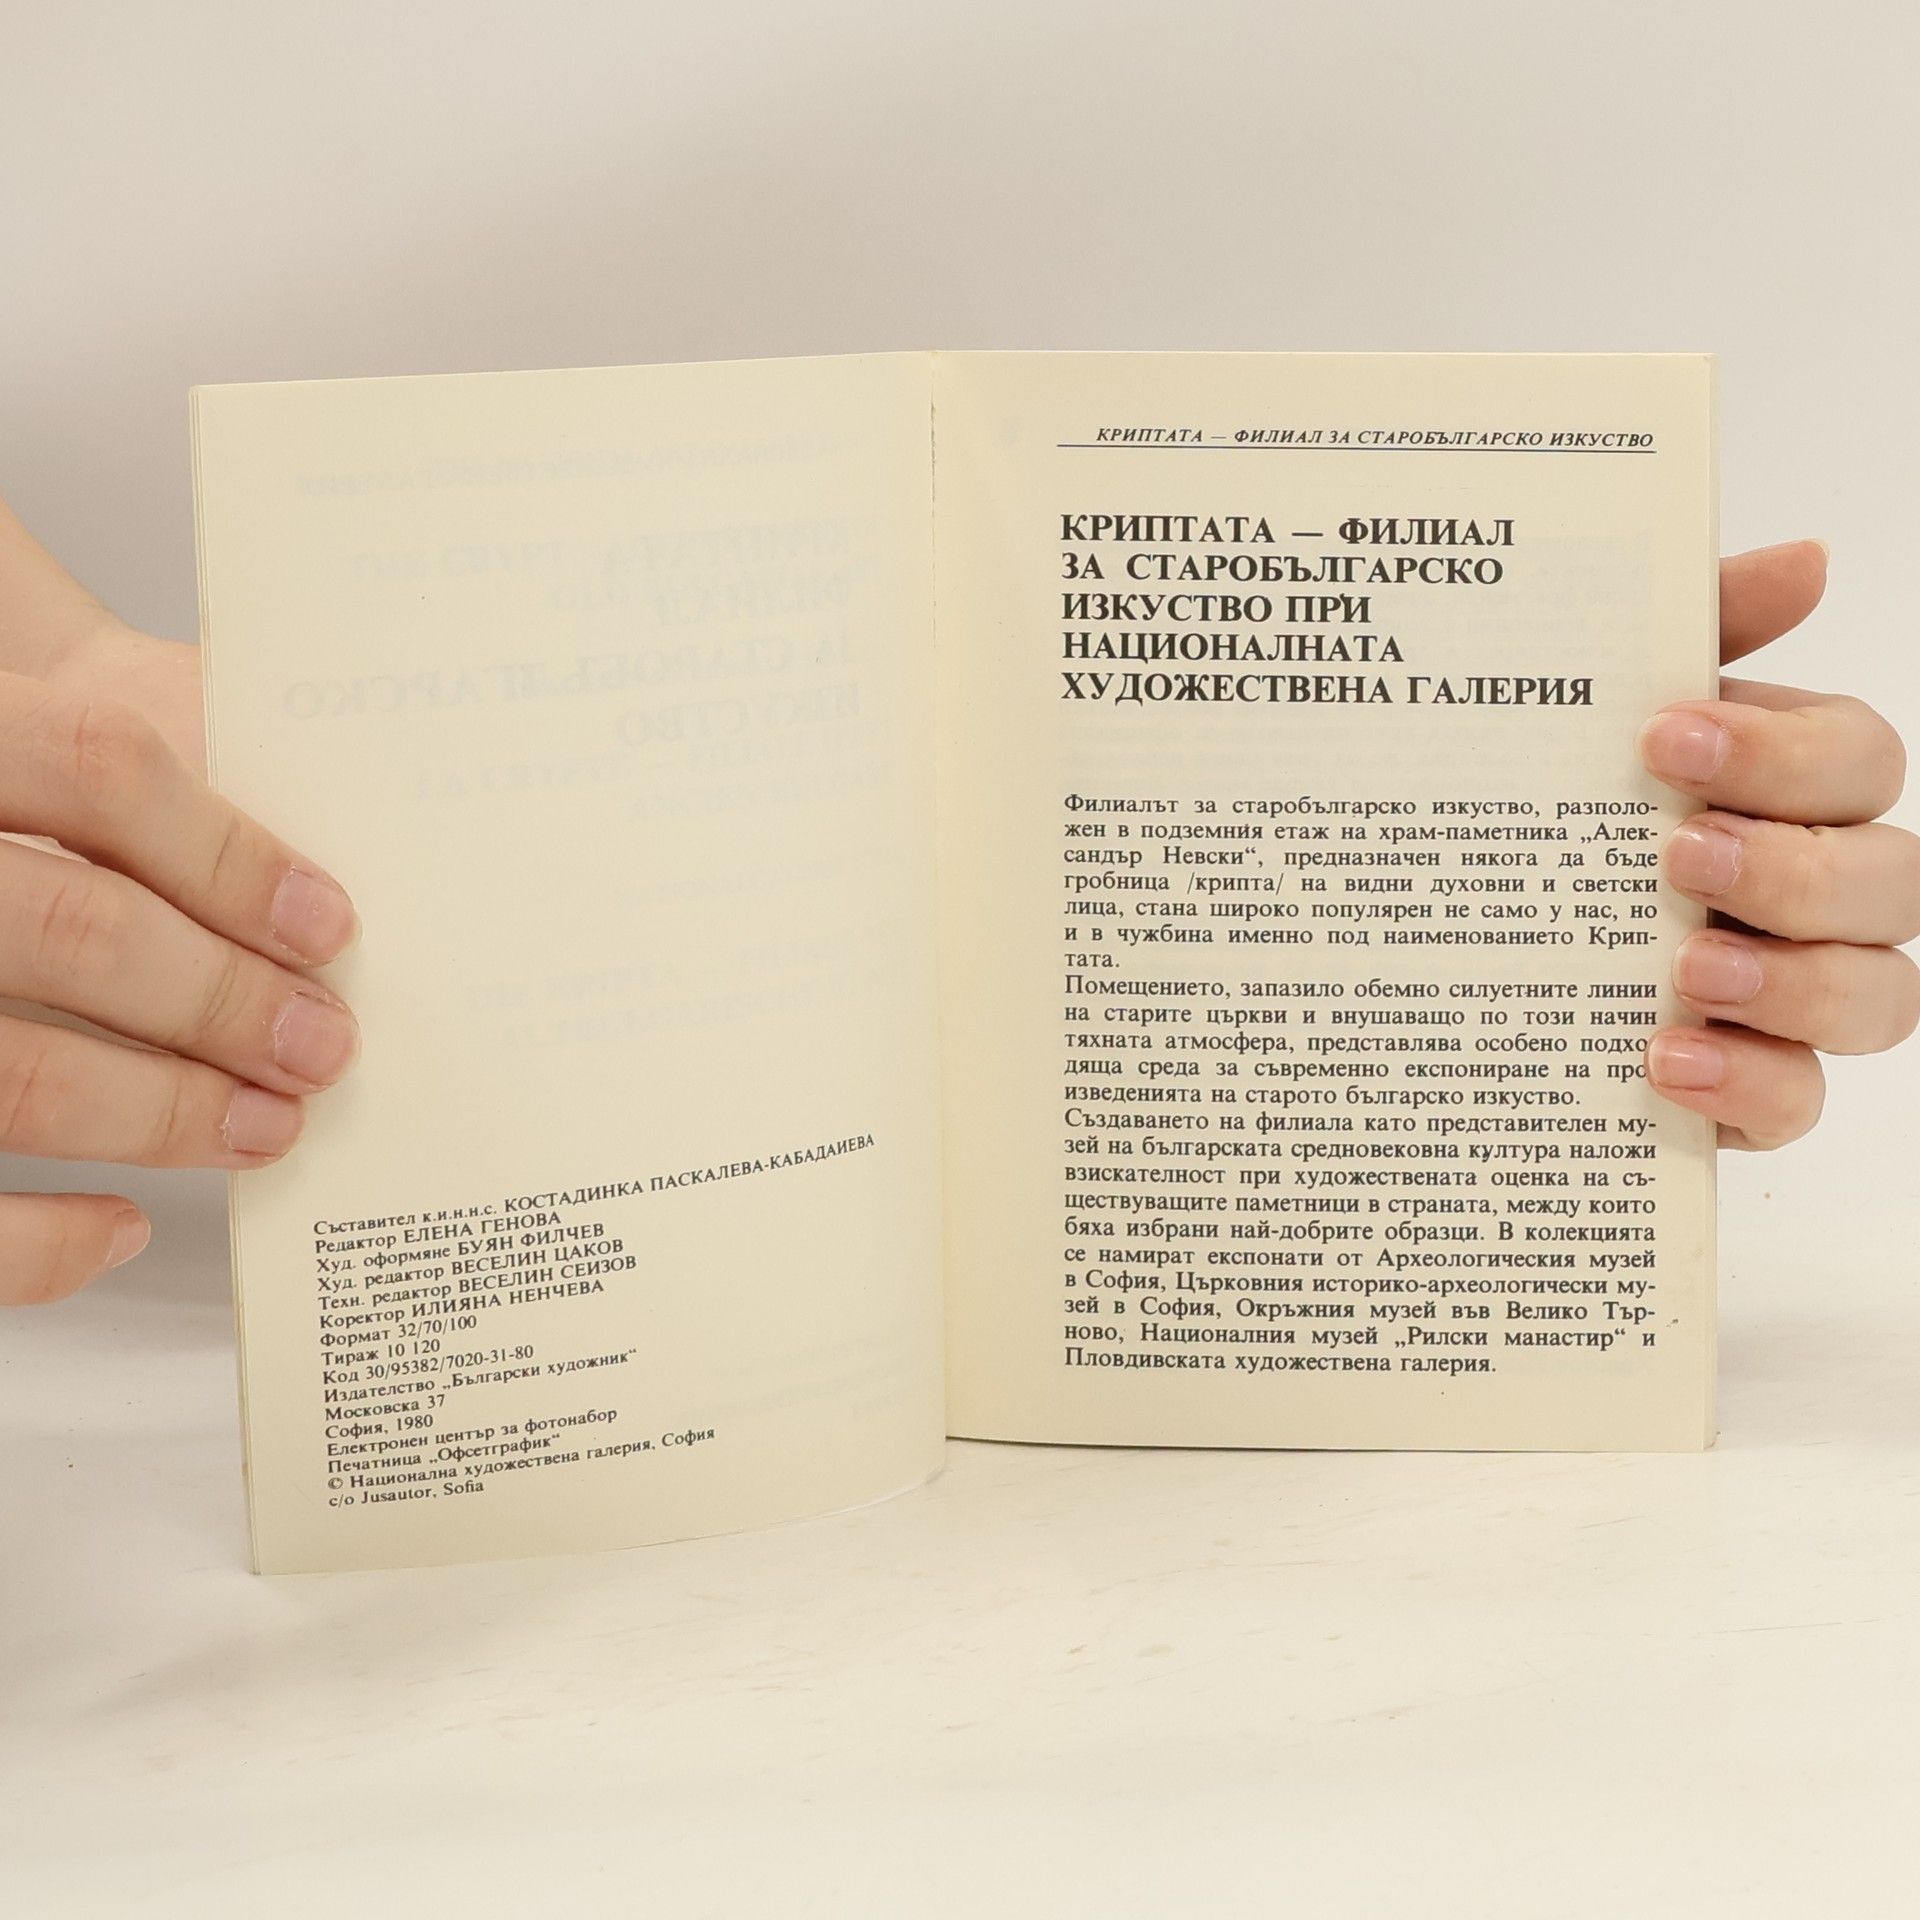 Съставител к.и.н.н.с. КОСТАДИНКА ПАСКАЛЕВА-КАБАДАИЕВА
Редактор ЕЛЕНА ГЕНОВА
Худ. оформяне БУЯН ФИЛЧЕВ
Худ. редактор ВЕСЕЛИН ЦАКОВ
Техн. редактор ВЕСЕЛИН СЕИЗОВ
Коректор ИЛИЯНА НЕНЧЕВА
Формат 32/70/100
Тираж 10 120
Код 30/95382/7020-31-80
Издателство „Български художник“
Московска 37
София, 1980
Електронен център за фотонабор
Печатница „Офсетграфик“
© Национална художествена галерия, София
c/o Jusautor, Sofia
КРИПТАТА — ФИЛИАЛ ЗА СТАРОБЪЛГАРСКО ИЗКУСТВО
КРИПТАТА — ФИЛИАЛ
ЗА СТАРОБЪЛГАРСКО
ИЗКУСТВО ПРИ
НАЦИОНАЛНАТА
ХУДОЖЕСТВЕНА ГАЛЕРИЯ
Филиалът за старобългарско изкуство, разполо-
жен в подземния етаж на храм-паметника „Алек-
сандър Невски“, предназначен някога да бъде
гробница /крипта/ на видни духовни и светски
лица, стана широко популярен не само у нас, но
и в чужбина именно под наименованието Крип-
тата.
Помещението, запазило обемно силуетните линии
на старите църкви и внушаващо по този начин
тяхната атмосфера, представлява особено подхо
дяща среда за съвременно експониране на про
изведенията на старото българско изкуство.
Създаването на филиала като представителен му-
зей на българската средновековна култура наложи
взискателност при художествената оценка на съ-
ществуващите паметници в страната, между които
бяха избрани най-добрите образци. В колекцията
се намират експонати от Археологическия музей
в София, Църковния историко-археологически му-
зей в София, Окръжния музей във Велико Тър-
ново, Националния музей „Рилски манастир“ и
Пловдивската художествена галерия.